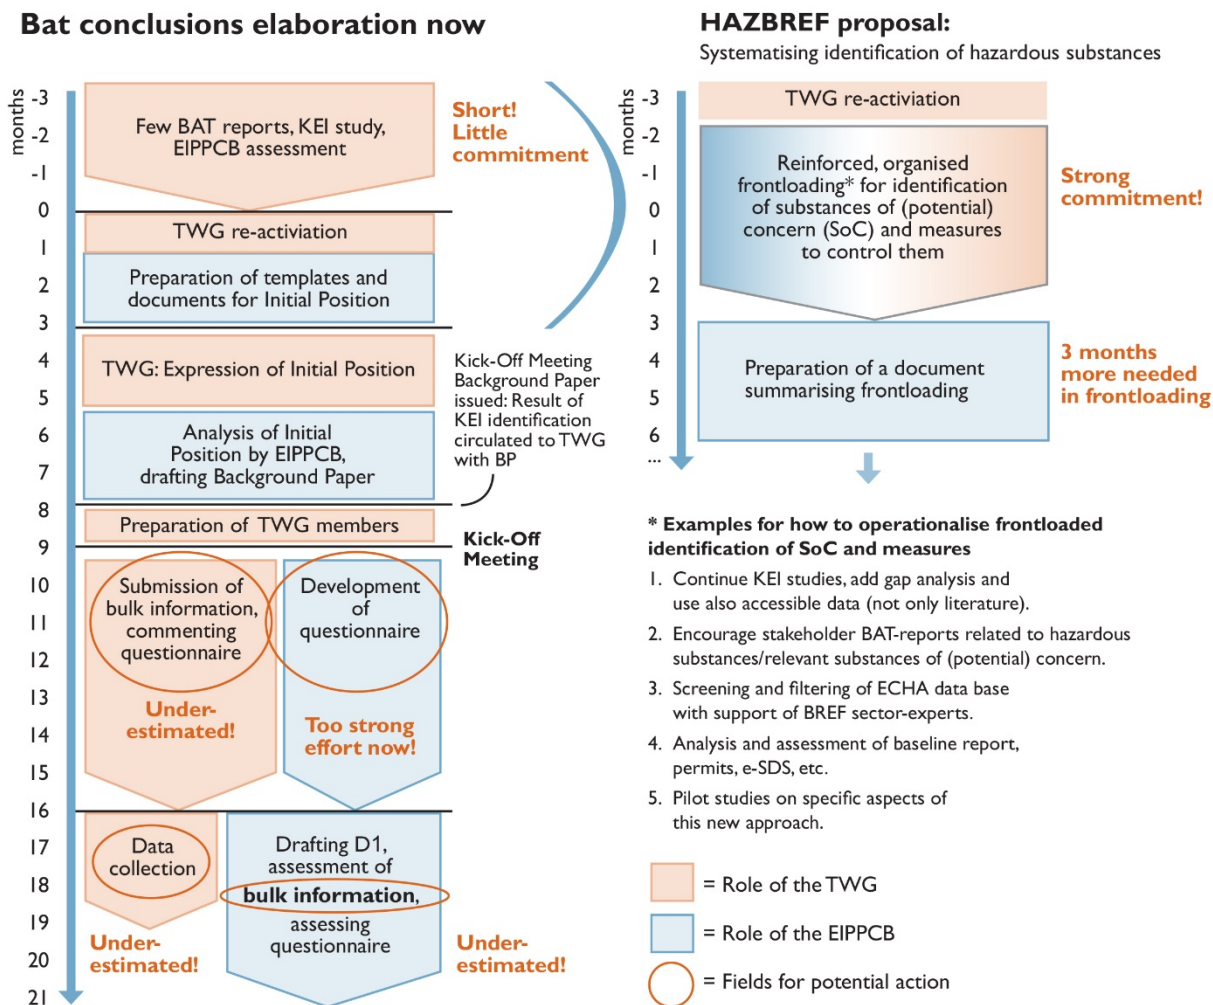 Bat conclusions elaboration now
months
-3
-2
-1
0
1
2
3
4
5
6
7
8
9
10
11
12
13
14
15
16
17
18
19
20
21
Few BAT reports, KEI study,
EIPPCB assessment
Short!
Little
commitment
TWG re-activiation
Preparation of templates and
documents for Initial Position
TWG: Expression of Initial Position
Analysis of Initial
Position by EIPPCB,
drafting Background Paper
Kick-Off Meeting
Background Paper
issued: Result of
KEI identification
circulated to TWG
with BP
Preparation of TWG members
Kick-Off
Meeting
Submission of
bulk information,
commenting
questionnaire
Under-
estimated!
Development
of
questionnaire
Too strong
effort now!
Data
collection
Under-
estimated!
Drafting D1,
assessment of
bulk information,
assessing
questionnaire
Under-
estimated!
HAZBREF proposal:
Systematising identification of hazardous substances
months
-3
-2
-1
0
1
2
3
4
5
6
...
TWG re-activiation
Reinforced, organised
frontloading* for identification
of substances of (potential)
concern (SoC) and measures
to control them
Strong
commitment!
Preparation of a document
summarising frontloading
3 months
more needed
in frontloading
* Examples for how to operationalise frontloaded
identification of SoC and measures
1. Continue KEI studies, add gap analysis and
use also accessible data (not only literature).
2. Encourage stakeholder BAT-reports related to hazardous
substances/relevant substances of (potential) concern.
3. Screening and filtering of ECHA data base
with support of BREF sector-experts.
4. Analysis and assessment of baseline report,
permits, e-SDS, etc.
5. Pilot studies on specific aspects of
this new approach.
= Role of the TWG
= Role of the EIPPCB
= Fields for potential action